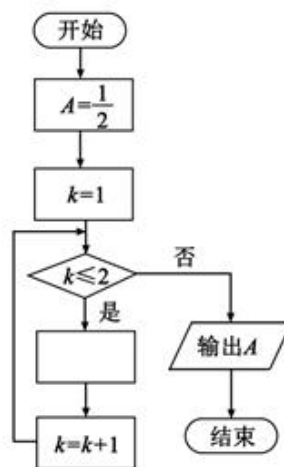 开始
A=1/2
k=1
k≤2
否
是
输出A
k=k+1
结束